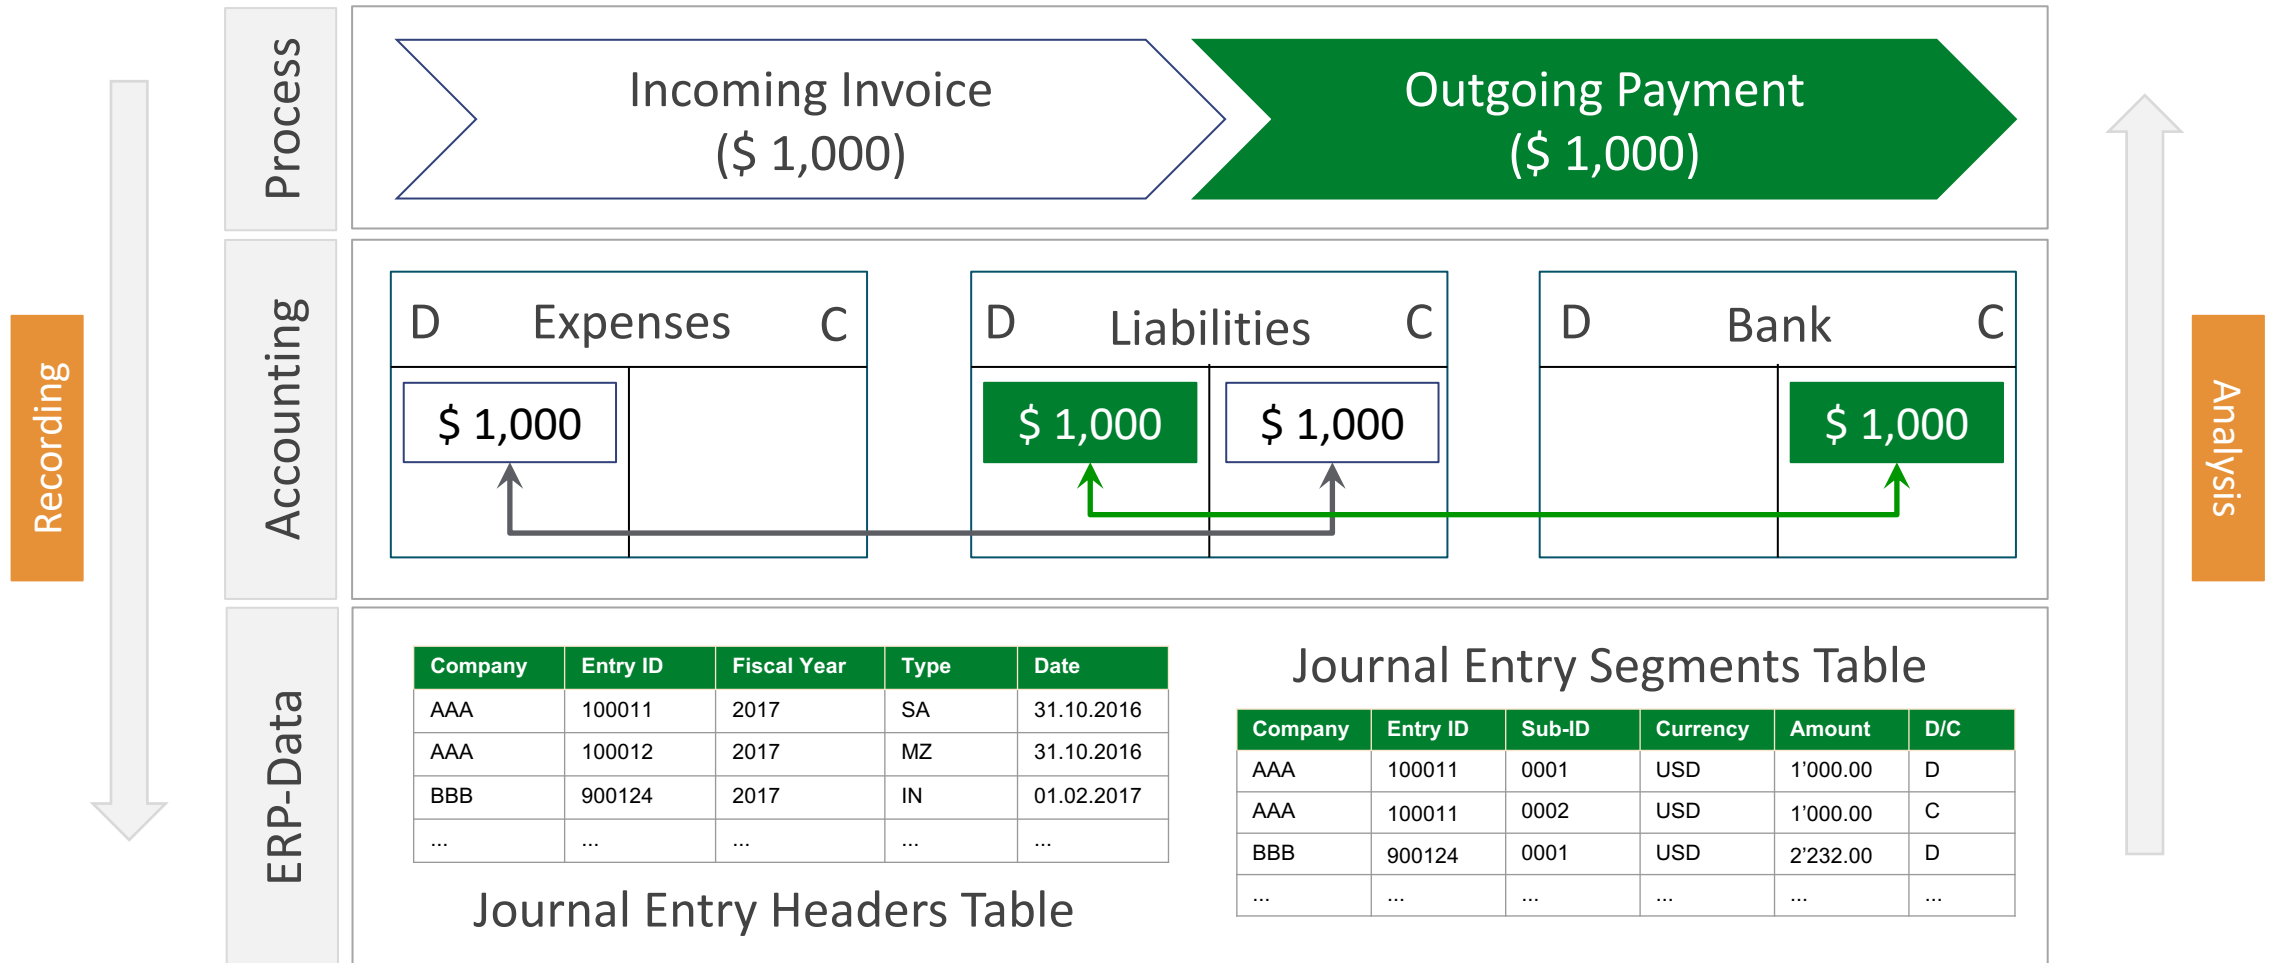 Recording
Process
Incoming Invoice
($ 1,000)
Outgoing Payment
($ 1,000)
Accounting
D Expenses C
$ 1,000
D Liabilities C
$ 1,000 $ 1,000
D Bank C
$ 1,000
ERP-Data
Company Entry ID Fiscal Year Type Date
AAA 100011 2017 SA 31.10.2016
AAA 100012 2017 MZ 31.10.2016
BBB 900124 2017 IN 01.02.2017
... ... ... ... ...
Journal Entry Headers Table
Journal Entry Segments Table
Company Entry ID Sub-ID Currency Amount D/C
AAA 100011 0001 USD 1’000.00 D
AAA 100011 0002 USD 1’000.00 C
BBB 900124 0001 USD 2’232.00 D
... ... ... ... ... ...
Analysis